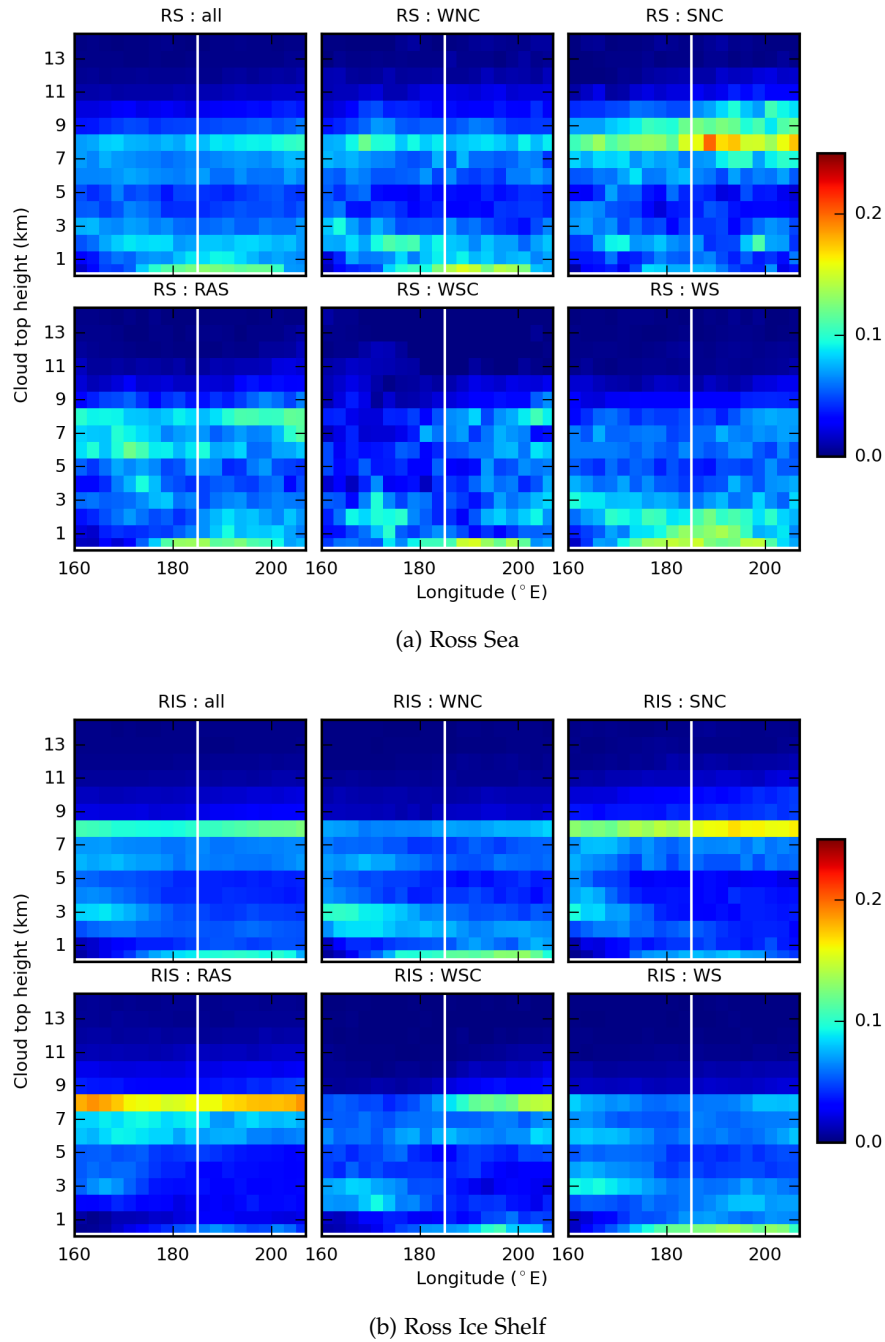 RS : all RS : WNC RS : SNC
13
11
9
7
5
3
1
Cloud top height (km)
0.2
0.1
0.0
RS : RAS RS : WSC RS : WS
13
11
9
7
5
3
1
160 180 200 160 180 200 160 180 200
Longitude (°E)
(a) Ross Sea
RIS : all RIS : WNC RIS : SNC
13
11
9
7
5
3
1
Cloud top height (km)
0.2
0.1
0.0
RIS : RAS RIS : WSC RIS : WS
13
11
9
7
5
3
1
160 180 200 160 180 200 160 180 200
Longitude (°E)
(b) Ross Ice Shelf